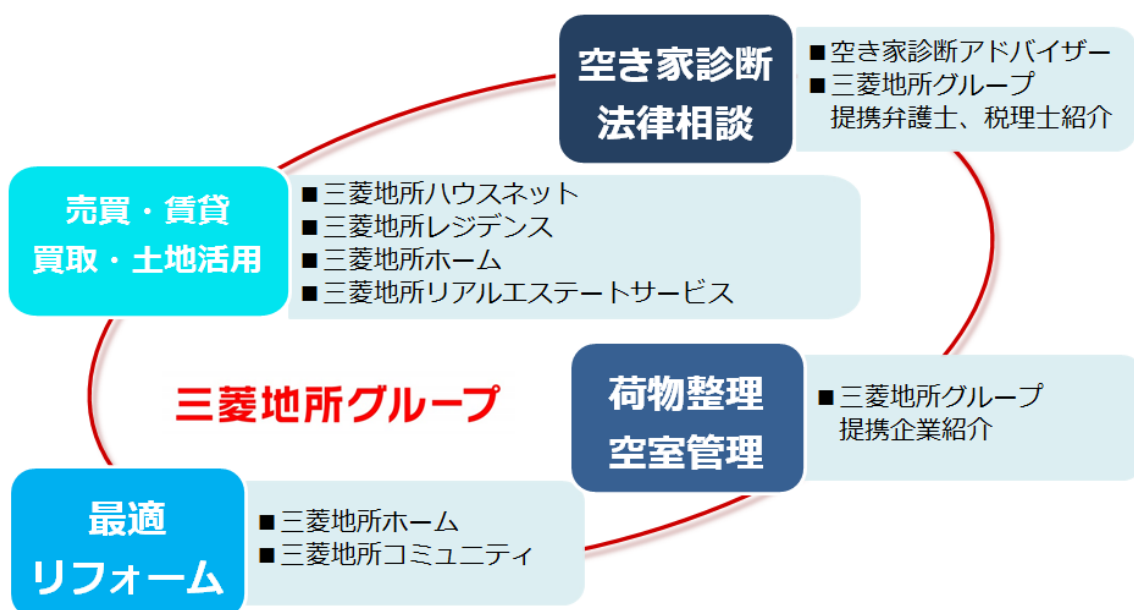 空き家診断
法律相談
■空き家診断アドバイザー
■三菱地所グループ
提携弁護士、税理士紹介
売買・賃貸
買取・土地活用
■三菱地所ハウスネット
■三菱地所レジデンス
■三菱地所ホーム
■三菱地所リアルエステートサービス
三菱地所グループ
荷物整理
空室管理
■三菱地所グループ
提携企業紹介
最適
リフォーム
■三菱地所ホーム
■三菱地所コミュニティ